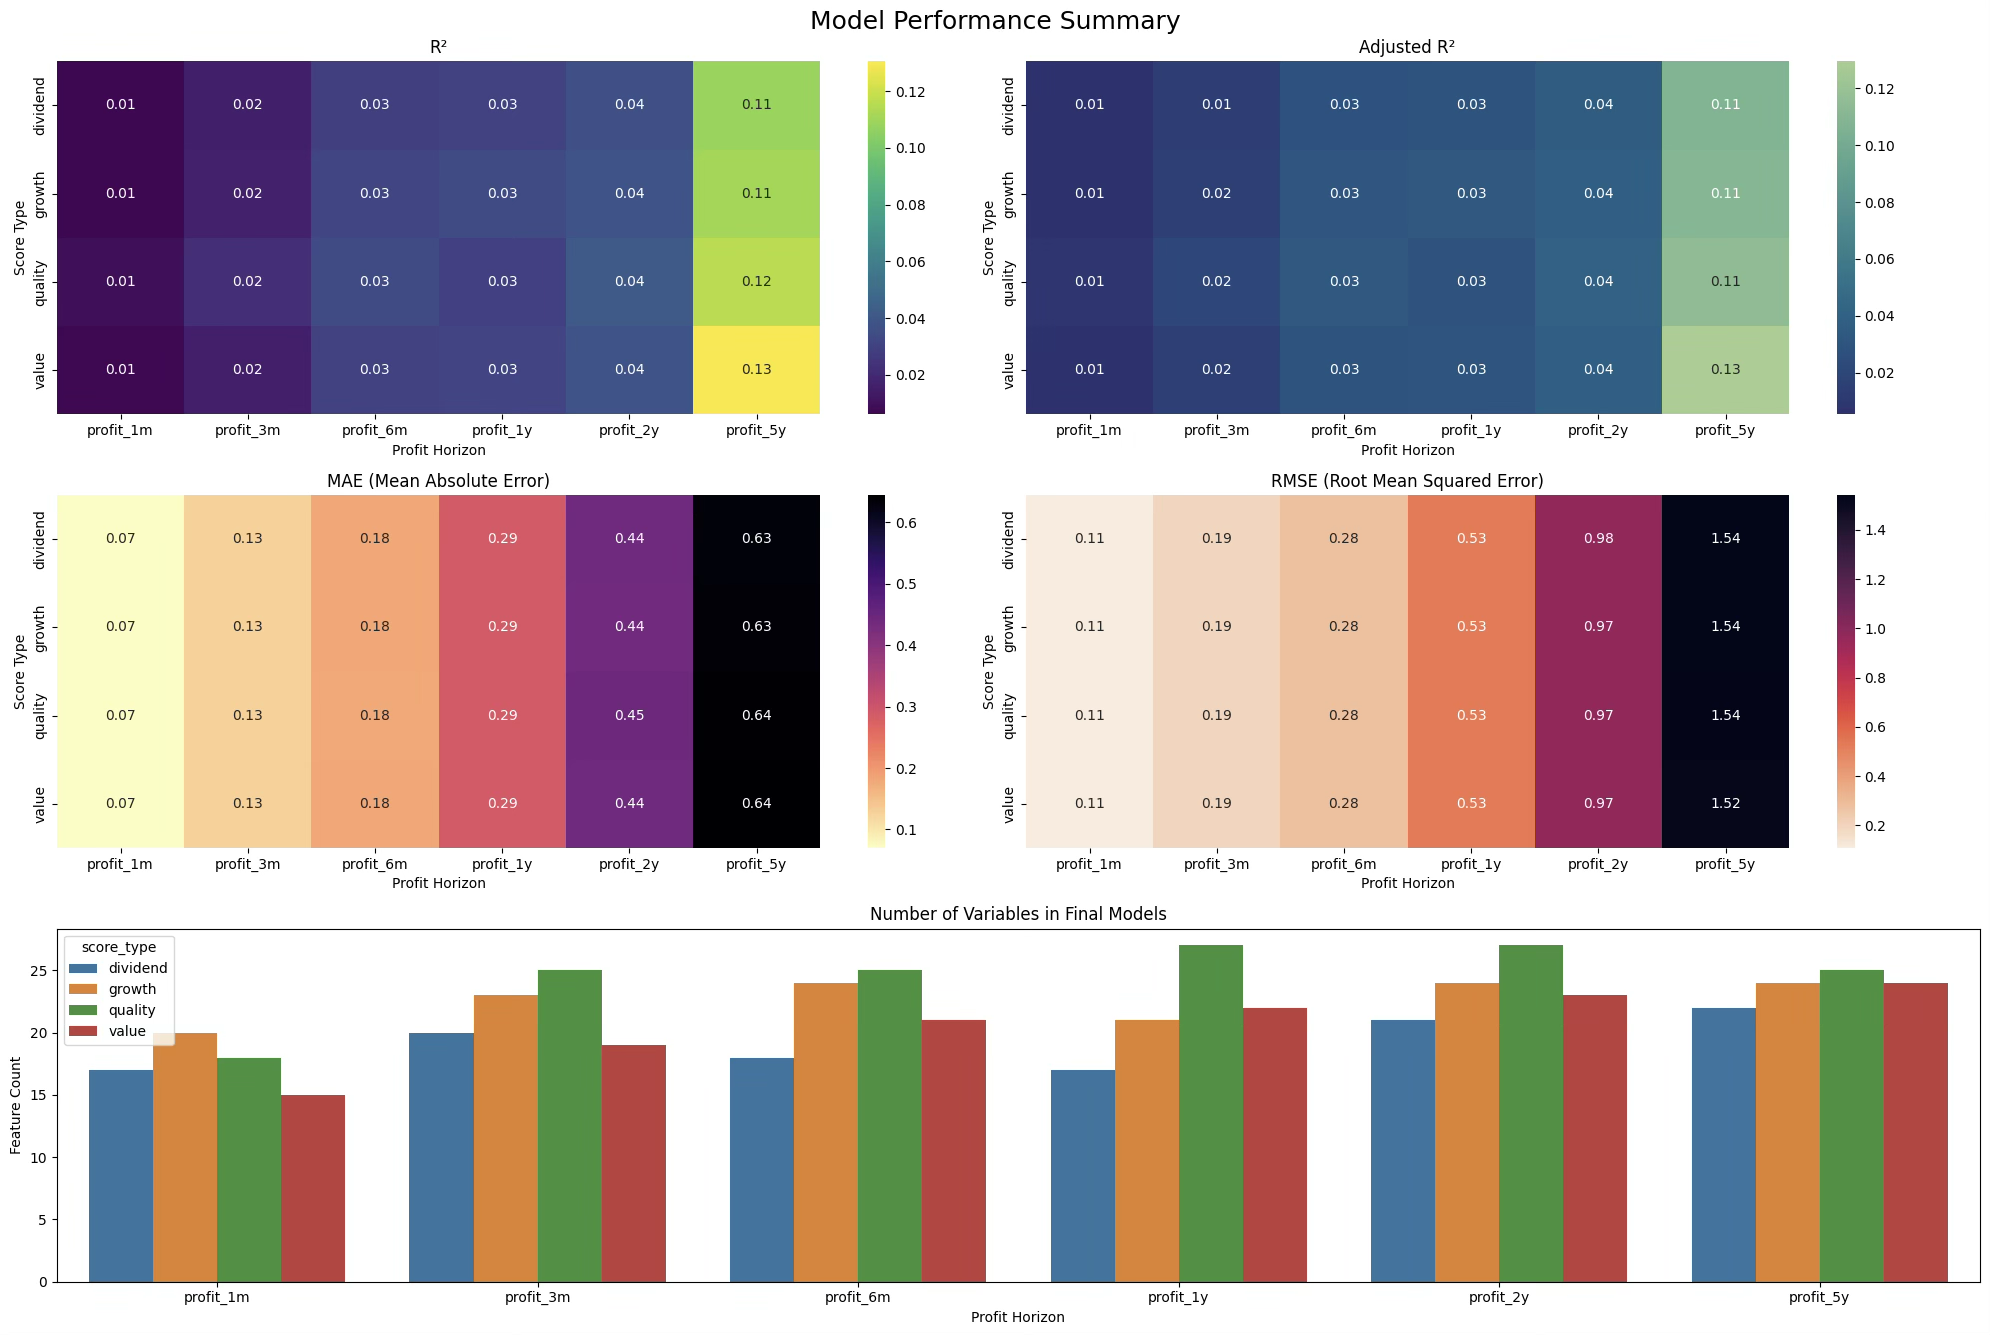 Model Performance Summary
R²
dividend
growth
quality
value
Score Type
0.01 0.02 0.03 0.03 0.04 0.11
0.01 0.02 0.03 0.03 0.04 0.11
0.01 0.02 0.03 0.03 0.04 0.12
0.01 0.02 0.03 0.03 0.04 0.13
profit_1m profit_3m profit_6m profit_1y profit_2y profit_5y
Profit Horizon
0.12
0.10
0.08
0.06
0.04
0.02
Adjusted R²
dividend
growth
quality
value
Score Type
0.01 0.01 0.03 0.03 0.04 0.11
0.01 0.02 0.03 0.03 0.04 0.11
0.01 0.02 0.03 0.03 0.04 0.11
0.01 0.02 0.03 0.03 0.04 0.13
profit_1m profit_3m profit_6m profit_1y profit_2y profit_5y
Profit Horizon
0.12
0.10
0.08
0.06
0.04
0.02
MAE (Mean Absolute Error)
dividend
growth
quality
value
Score Type
0.07 0.13 0.18 0.29 0.44 0.63
0.07 0.13 0.18 0.29 0.44 0.63
0.07 0.13 0.18 0.29 0.45 0.64
0.07 0.13 0.18 0.29 0.44 0.64
profit_1m profit_3m profit_6m profit_1y profit_2y profit_5y
Profit Horizon
0.6
0.5
0.4
0.3
0.2
0.1
RMSE (Root Mean Squared Error)
dividend
growth
quality
value
Score Type
0.11 0.19 0.28 0.53 0.98 1.54
0.11 0.19 0.28 0.53 0.97 1.54
0.11 0.19 0.28 0.53 0.97 1.54
0.11 0.19 0.28 0.53 0.97 1.52
profit_1m profit_3m profit_6m profit_1y profit_2y profit_5y
Profit Horizon
1.4
1.2
1.0
0.8
0.6
0.4
0.2
Number of Variables in Final Models
score_type
dividend
growth
quality
value
Feature Count
25
20
15
10
5
0
profit_1m profit_3m profit_6m profit_1y profit_2y profit_5y
Profit Horizon